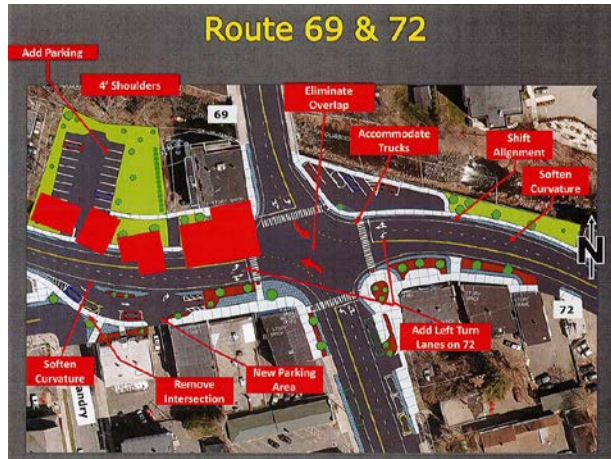 Route 69 & 72
Add Parking
4' Shoulders
Eliminate
Overlap
69
Accommodate
Trucks
Shift
Alignment
Soften
Curvature
N
72
Add Left Turn
Lanes on 72
Soften
Curvature
Remove
Intersection
New Parking
Area
andry